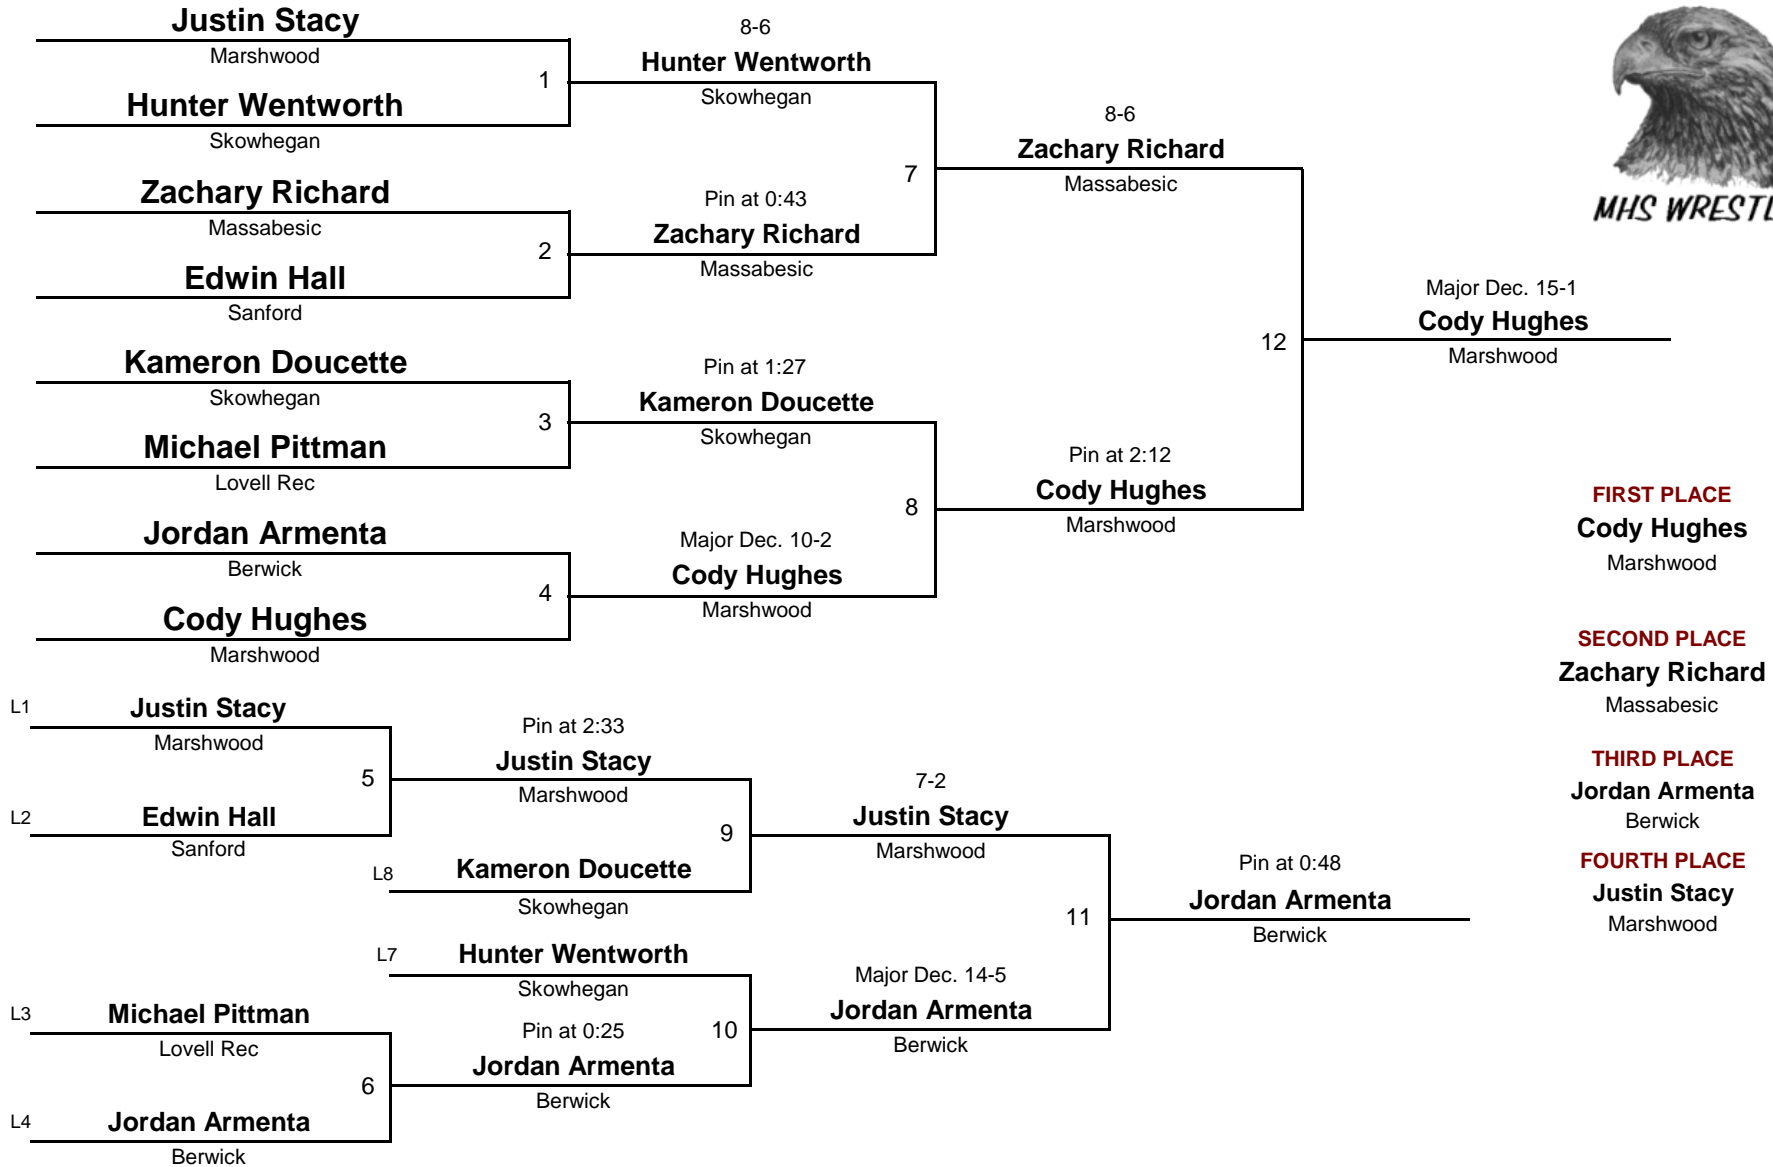 Justin Stacy
Marshwood
1
Hunter Wentworth
Skowhegan
Zachary Richard
Massabesic
2
Edwin Hall
Sanford
Kameron Doucette
Skowhegan
3
Michael Pittman
Lovell Rec
Jordan Armenta
Berwick
4
Cody Hughes
Marshwood
8-6
Hunter Wentworth
Skowhegan
7
Pin at 0:43
Zachary Richard
Massabesic
Pin at 1:27
Kameron Doucette
Skowhegan
8
Major Dec. 10-2
Cody Hughes
Marshwood
8-6
Zachary Richard
Massabesic
12
Pin at 2:12
Cody Hughes
Marshwood
Major Dec. 15-1
Cody Hughes
Marshwood
MHS
FIRST PLACE
Cody Hughes
Marshwood
SECOND PLACE
Zachary Richard
Massabesic
THIRD PLACE
Jordan Armenta
Berwick
FOURTH PLACE
Justin Stacy
Marshwood
L1 Justin Stacy
Marshwood
5
L2 Edwin Hall
Sanford
Pin at 2:33
Justin Stacy
Marshwood
9
L8 Kameron Doucette
Skowhegan
L7 Hunter Wentworth
Skowhegan
10
Pin at 0:25
Jordan Armenta
Berwick
L3 Michael Pittman
Lovell Rec
6
L4 Jordan Armenta
Berwick
7-2
Justin Stacy
Marshwood
11
Major Dec. 14-5
Jordan Armenta
Berwick
Pin at 0:48
Jordan Armenta
Berwick